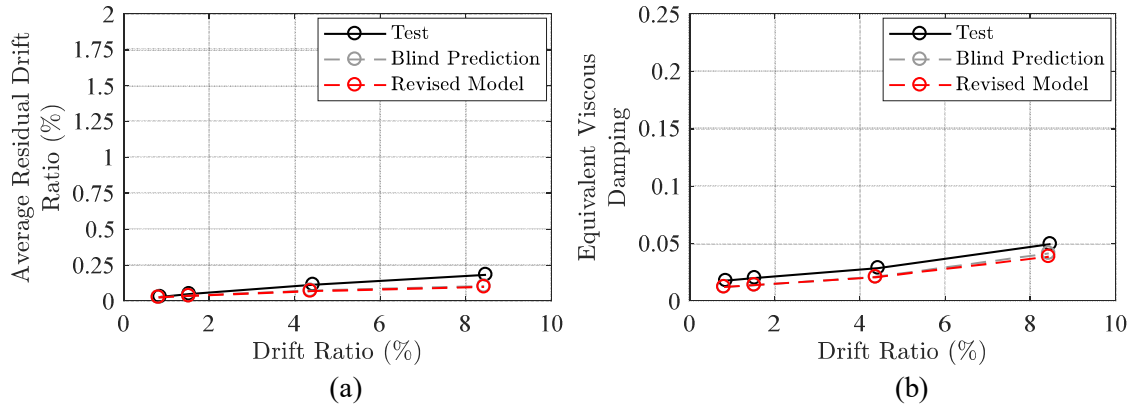 2
1.75
1.5
1.25
1
0.75
0.5
0.25
0
Average Residual Drift
Ratio (%)
Test
Blind Prediction
Revised Model
0 2 4 6 8 10
Drift Ratio (%)
(a)
0.25
0.2
0.15
0.1
0.05
0
Equivalent Viscous
Damping
Test
Blind Prediction
Revised Model
0 2 4 6 8 10
Drift Ratio (%)
(b)